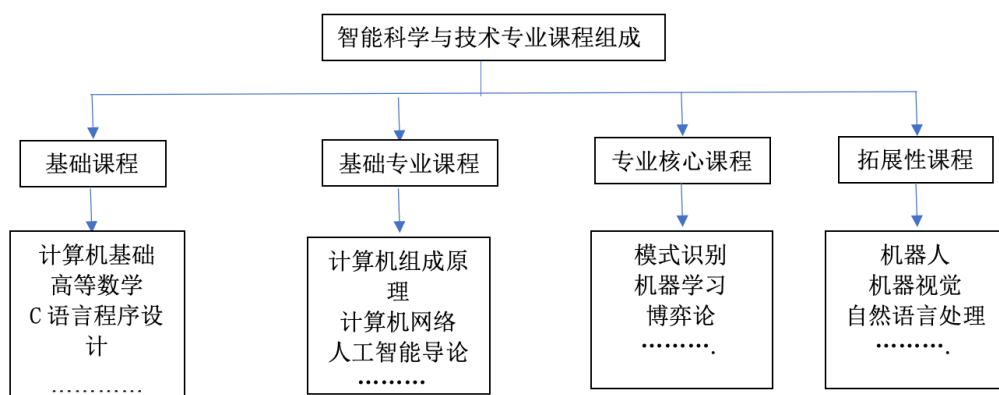 智能科学与技术专业课程组成
基础课程
基础专业课程
专业核心课程
拓展性课程
计算机基础
高等数学
C 语言程序设
计
…………
计算机组成原
理
计算机网络
人工智能导论
………
模式识别
机器学习
博弈论
……….
机器人
机器视觉
自然语言处理
……….